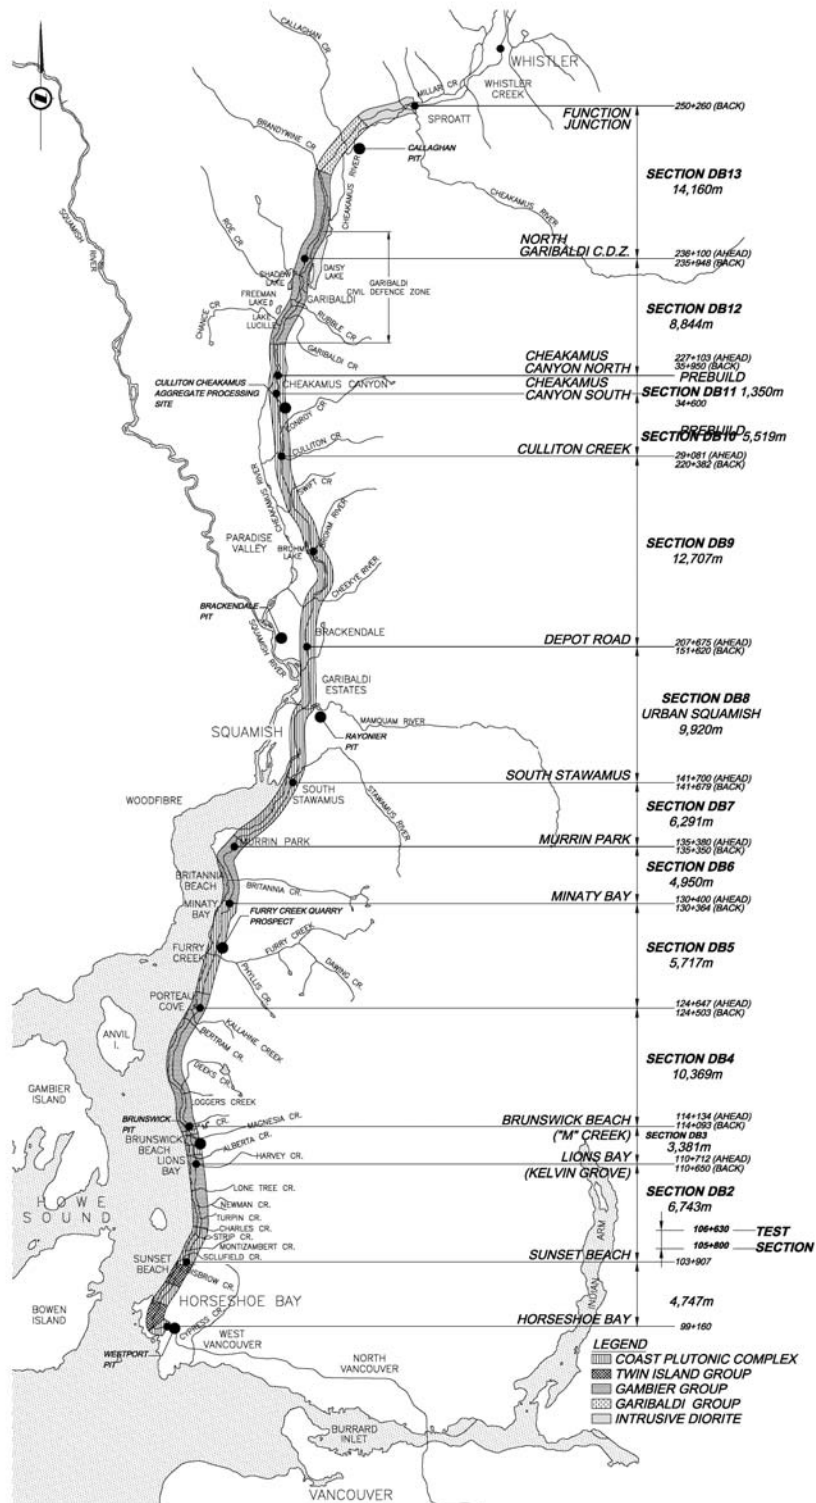 CALLAGHAN CR
WHISTLER
MILLAR CR
WHISTLER
CREEK
SPROATT
FUNCTION
JUNCTION
250+260 (BACK)
BRANDYWINE CR
CALLAGHAN
PIT
CHEAKAMUS RIVER
CHEAKAMUS RIVER
SECTION DB13
14,160m
SQUAMISH
RIVER
ROE CR
NORTH
GARIBALDI C.D.Z.
236+100 (AHEAD)
235+948 (BACK)
SHADOW
LAKE
DAISY
LAKE
GARIBALDI
CIVIL DEFENCE ZONE
FREEMAN
LAKE
GARIBALDI
LAKE
LUCILLE
CHANCE CR
RUBBLE CR
SECTION DB12
8,844m
GARIBALDI CR
CHEAKAMUS
CANYON NORTH
227+103 (AHEAD)
35+950 (BACK)
PREBUILD
CULLITON CHEAKAMUS
AGGREGATE PROCESSING
SITE
CHEAKAMUS CANYON
CHEAKAMUS
CANYON SOUTH
SECTION DB11 1,350m
34+600
CONROY CR
PREBUILD
SECTION DB10 5,519m
CULLITON CR
CULLITON CREEK
29+081 (AHEAD)
220+382 (BACK)
SWIFT CR
CHEAKAMUS RIVER
PARADISE
VALLEY
BROHM
LAKE
BROHM RIVER
SECTION DB9
12,707m
CHEEKYE RIVER
BRACKENDALE
PIT
SQUAMISH RIVER
BRACKENDALE
DEPOT ROAD
207+675 (AHEAD)
151+620 (BACK)
GARIBALDI
ESTATES
SECTION DB8
URBAN SQUAMISH
9,920m
SQUAMISH
MAMQUAM RIVER
RAYONIER
PIT
SOUTH STAWAMUS
141+700 (AHEAD)
141+679 (BACK)
WOODFIBRE
SOUTH
STAWAMUS
STAWAMUS RIVER
SECTION DB7
6,291m
MURRIN PARK
MURRIN PARK
135+380 (AHEAD)
135+350 (BACK)
BRITANNIA
BEACH
BRITANNIA CR.
SECTION DB6
4,950m
MINATY
BAY
MINATY BAY
130+400 (AHEAD)
130+364 (BACK)
FURRY CREEK QUARRY
PROSPECT
FURRY
CREEK
FURRY CREEK
PHYLLIS CR.
DAWING CR.
SECTION DB5
5,717m
PORTEAU
COVE
124+647 (AHEAD)
124+503 (BACK)
KALLAHNE CREEK
BERTRAM CR.
ANVIL
I.
DEEKS CR.
SECTION DB4
10,369m
GAMBIER
ISLAND
LOGGERS CREEK
BRUNSWICK
PIT
"M" CR.
BRUNSWICK BEACH
("M" CREEK)
114+134 (AHEAD)
114+093 (BACK)
MAGNESIA CR.
BRUNSWICK
BEACH
ALBERTA CR.
SECTION DB3
3,381m
LIONS
BAY
HARVEY CR.
LIONS BAY
(KELVIN GROVE)
110+712 (AHEAD)
110+650 (BACK)
HOWE
SOUND
LONE TREE CR.
NEWMAN CR.
TURPIN CR.
CHARLES CR.
STRIP CR.
MONTIZAMBERT CR.
SCLUFIELD CR.
SECTION DB2
6,743m
106+630
TEST
105+800
SECTION
INDIAN ARM
SUNSET
BEACH
SUNSET BEACH
103+907
DISBROW CR.
BOWEN
ISLAND
HORSESHOE BAY
4,747m
CYPRESS CR.
HORSESHOE BAY
99+160
WESTPORT
PIT
WEST
VANCOUVER
NORTH
VANCOUVER
LEGEND
COAST PLUTONIC COMPLEX
TWIN ISLAND GROUP
GAMBIER GROUP
GARIBALDI GROUP
INTRUSIVE DIORITE
BURRARD
INLET
VANCOUVER